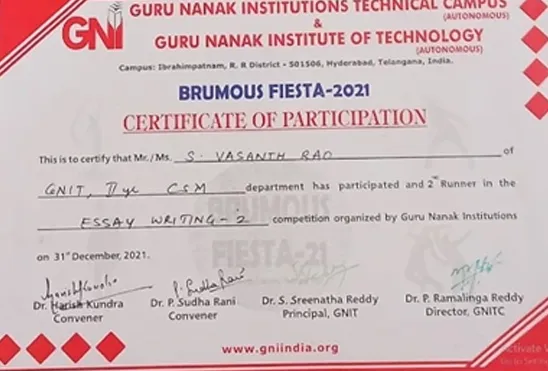 GURU NANAK INSTITUTIONS TECHNICAL CAMPUS
(AUTONOMOUS)
&
GNI
GURU NANAK INSTITUTE OF TECHNOLOGY
(AUTONOMOUS)
Campus: Ibrahimpatnam, R. R District - 501506, Hyderabad, Telangana, India.
BRUMOUS FIESTA-2021
CERTIFICATE OF PARTICIPATION
This is to certify that Mr./Ms. S. VASANTH RAO of
GNIT, II yr CSM department has participated and 2nd Runner in the
ESSAY WRITING - 2 competition organized by Guru Nanak Institutions
BRUMOUS
FIESTA-21
on 31st December, 2021.
Dr. Harish Kundra Dr. P. Sudha Rani Dr. S. Sreenatha Reddy Dr. P. Ramalinga Reddy
Convener Convener Principal, GNIT Director, GNITC
www.gniindia.org